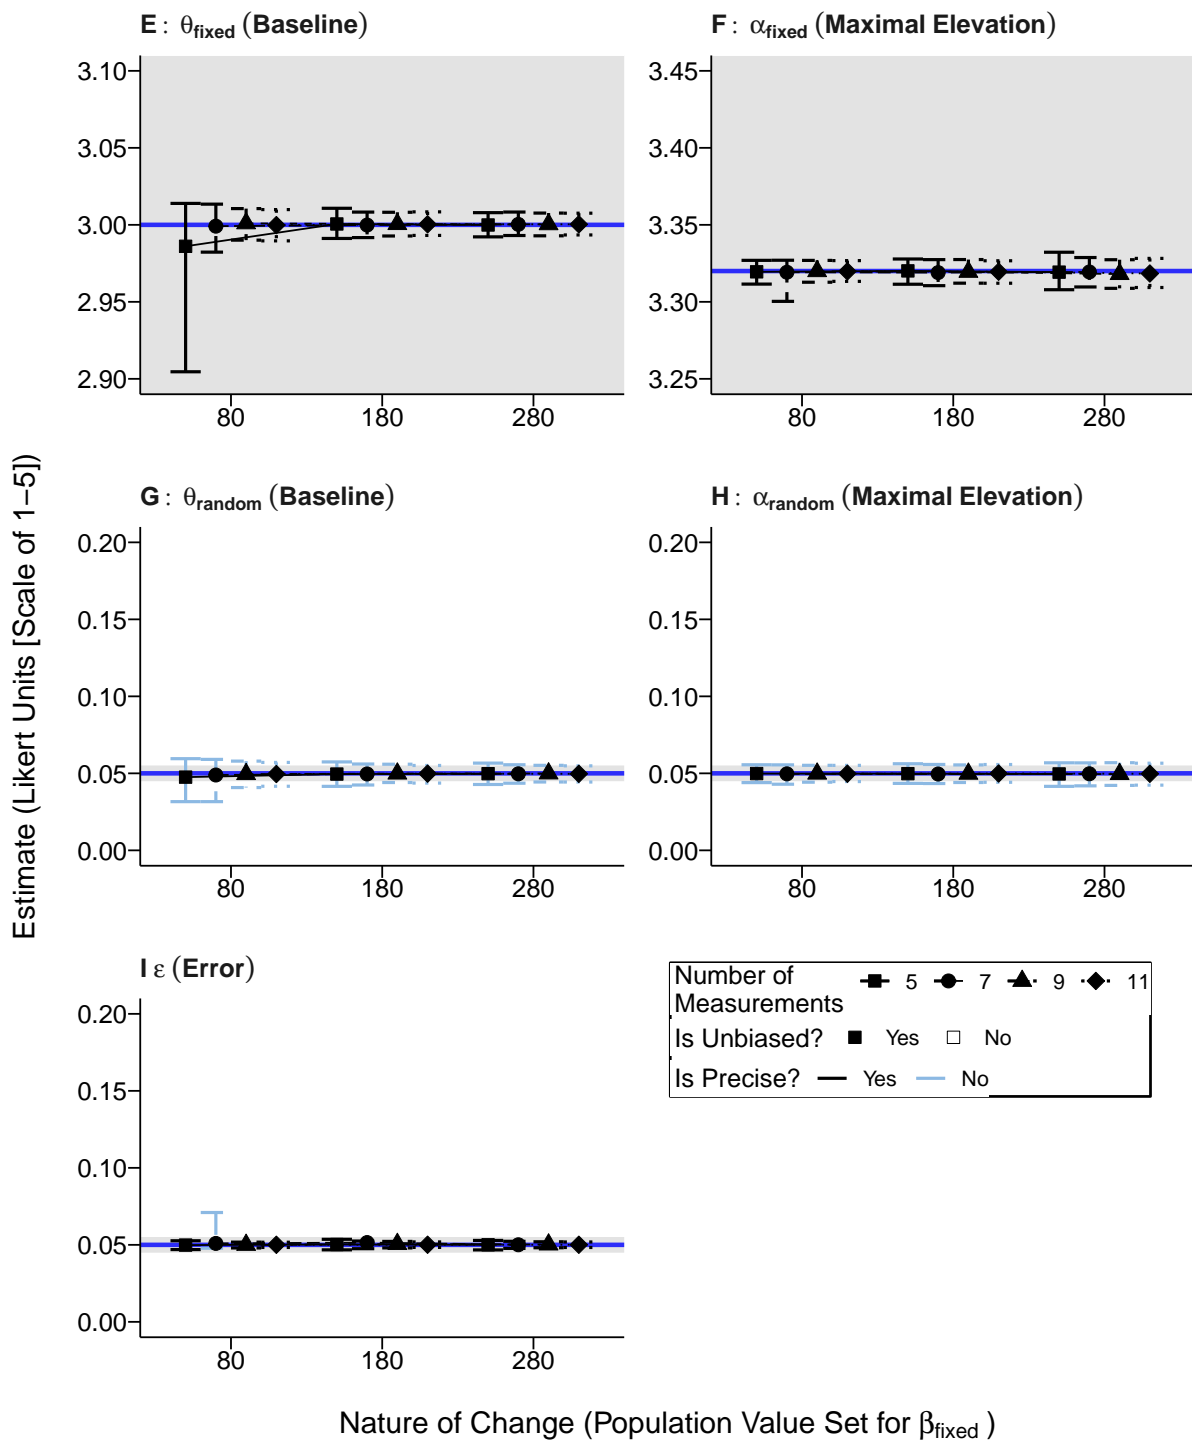 E : θfixed (Baseline)
F : αfixed (Maximal Elevation)
3.10
3.05
3.00
2.95
2.90
80 180 280
3.45
3.40
3.35
3.30
3.25
80 180 280
Estimate (Likert Units [Scale of 1−5])
G : θrandom (Baseline)
H : αrandom (Maximal Elevation)
0.20
0.15
0.10
0.05
0.00
80 180 280
0.20
0.15
0.10
0.05
0.00
80 180 280
I ε (Error)
0.20
0.15
0.10
0.05
0.00
80 180 280
Number of
Measurements 5 7 9 11
Is Unbiased? Yes No
Is Precise? Yes No
Nature of Change (Population Value Set for βfixed )